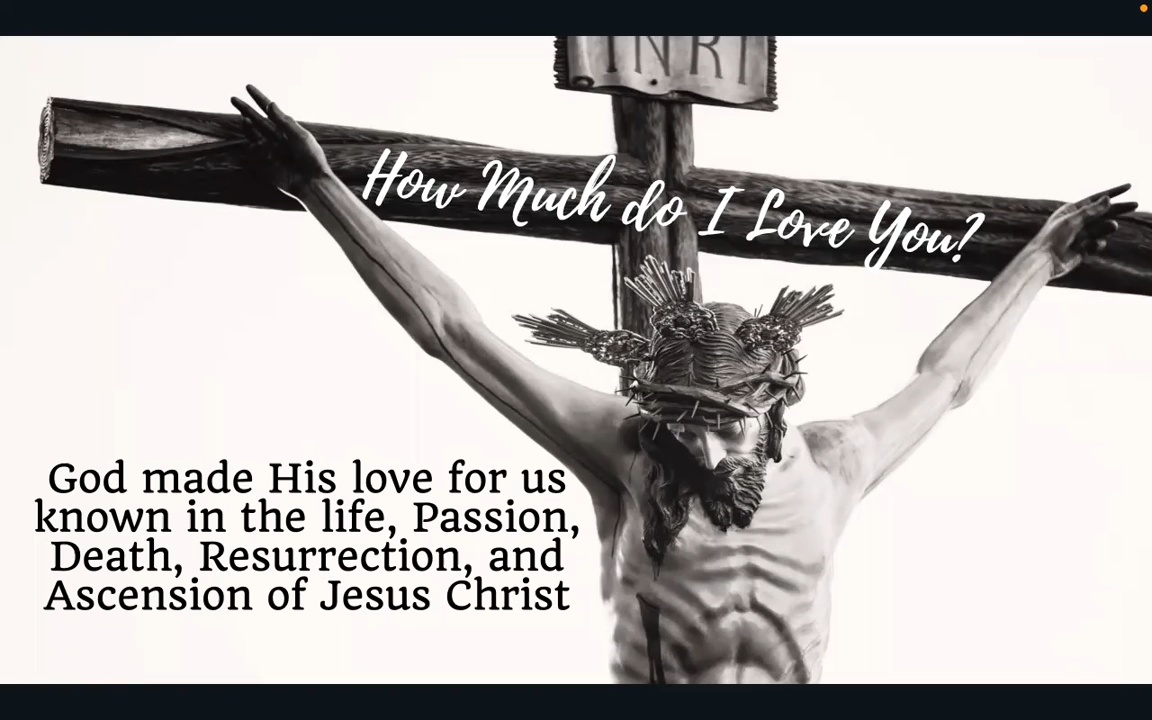 INRI
How Much do I Love You?
God made His love for us
known in the life, Passion,
Death, Resurrection, and
Ascension of Jesus Christ